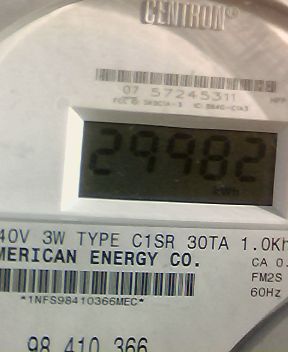 CENTRON®
07 57245311
29982
kWh
40V 3W TYPE C1SR 30TA 1.0Kh
MERICAN ENERGY CO.
CA 0.
FM2S
60Hz
*1NFS98410366MEC*
98 410 366